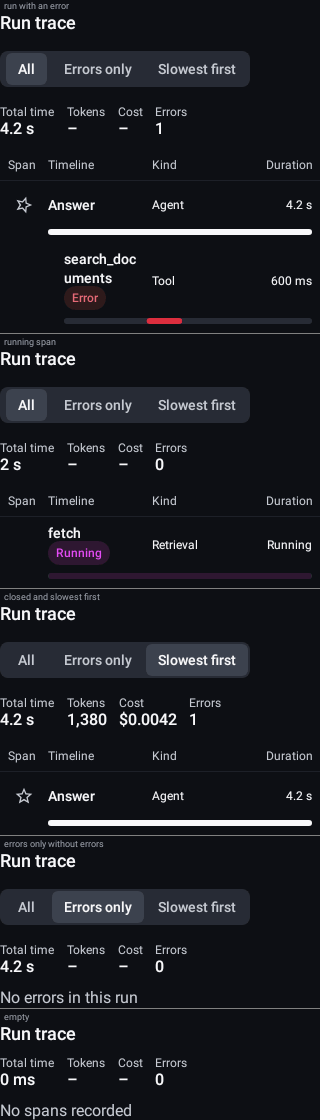 run with an error
Run trace
All Errors only Slowest first
Total time Tokens Cost Errors
4.2 s – – 1
Span Timeline Kind Duration
Answer Agent 4.2 s
search_doc
uments Tool 600 ms
Error
running span
Run trace
All Errors only Slowest first
Total time Tokens Cost Errors
2 s – – 0
Span Timeline Kind Duration
fetch
Running Retrieval Running
closed and slowest first
Run trace
All Errors only Slowest first
Total time Tokens Cost Errors
4.2 s 1,380 $0.0042 1
Span Timeline Kind Duration
Answer Agent 4.2 s
errors only without errors
Run trace
All Errors only Slowest first
Total time Tokens Cost Errors
4.2 s – – 0
No errors in this run
empty
Run trace
Total time Tokens Cost Errors
0 ms – – 0
No spans recorded